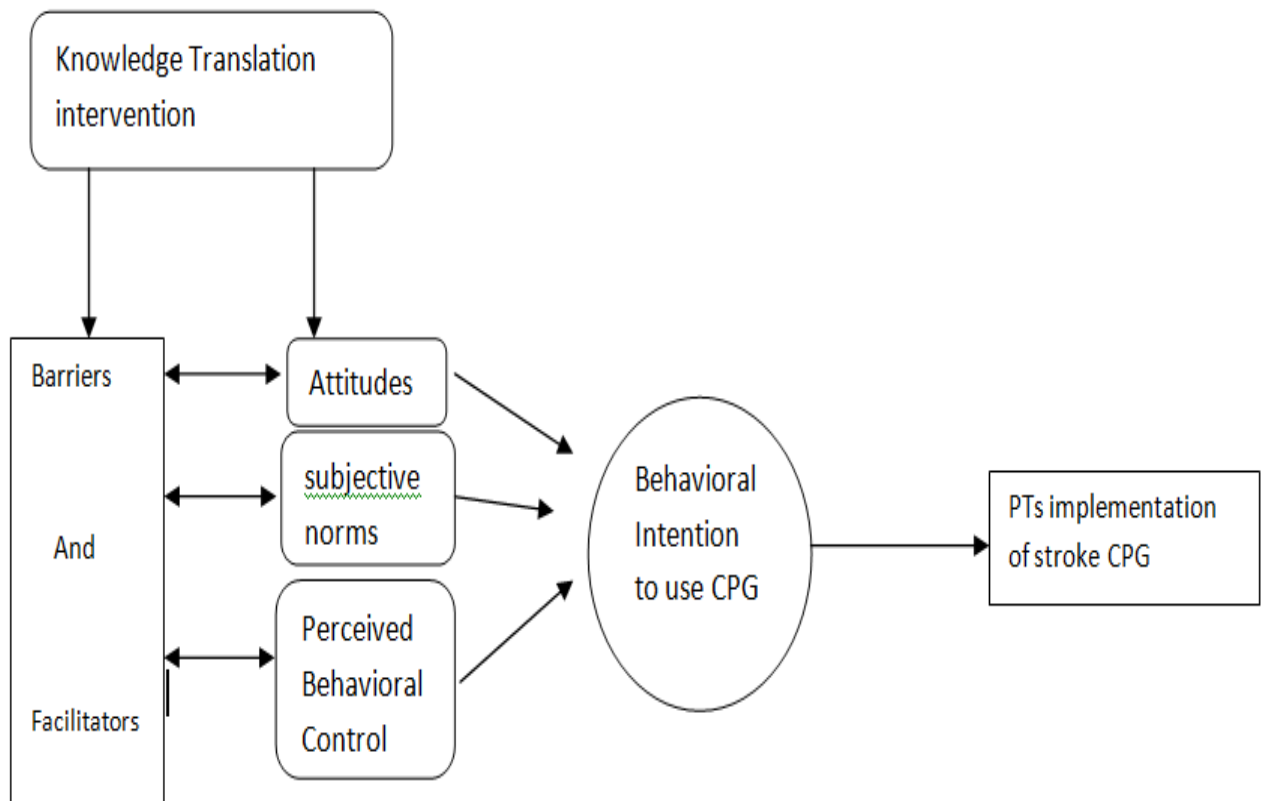 Knowledge Translation
intervention
Barriers
And
Facilitators
Attitudes
subjective
norms
Perceived
Behavioral
Control
Behavioral
Intention
to use CPG
PTs implementation
of stroke CPG